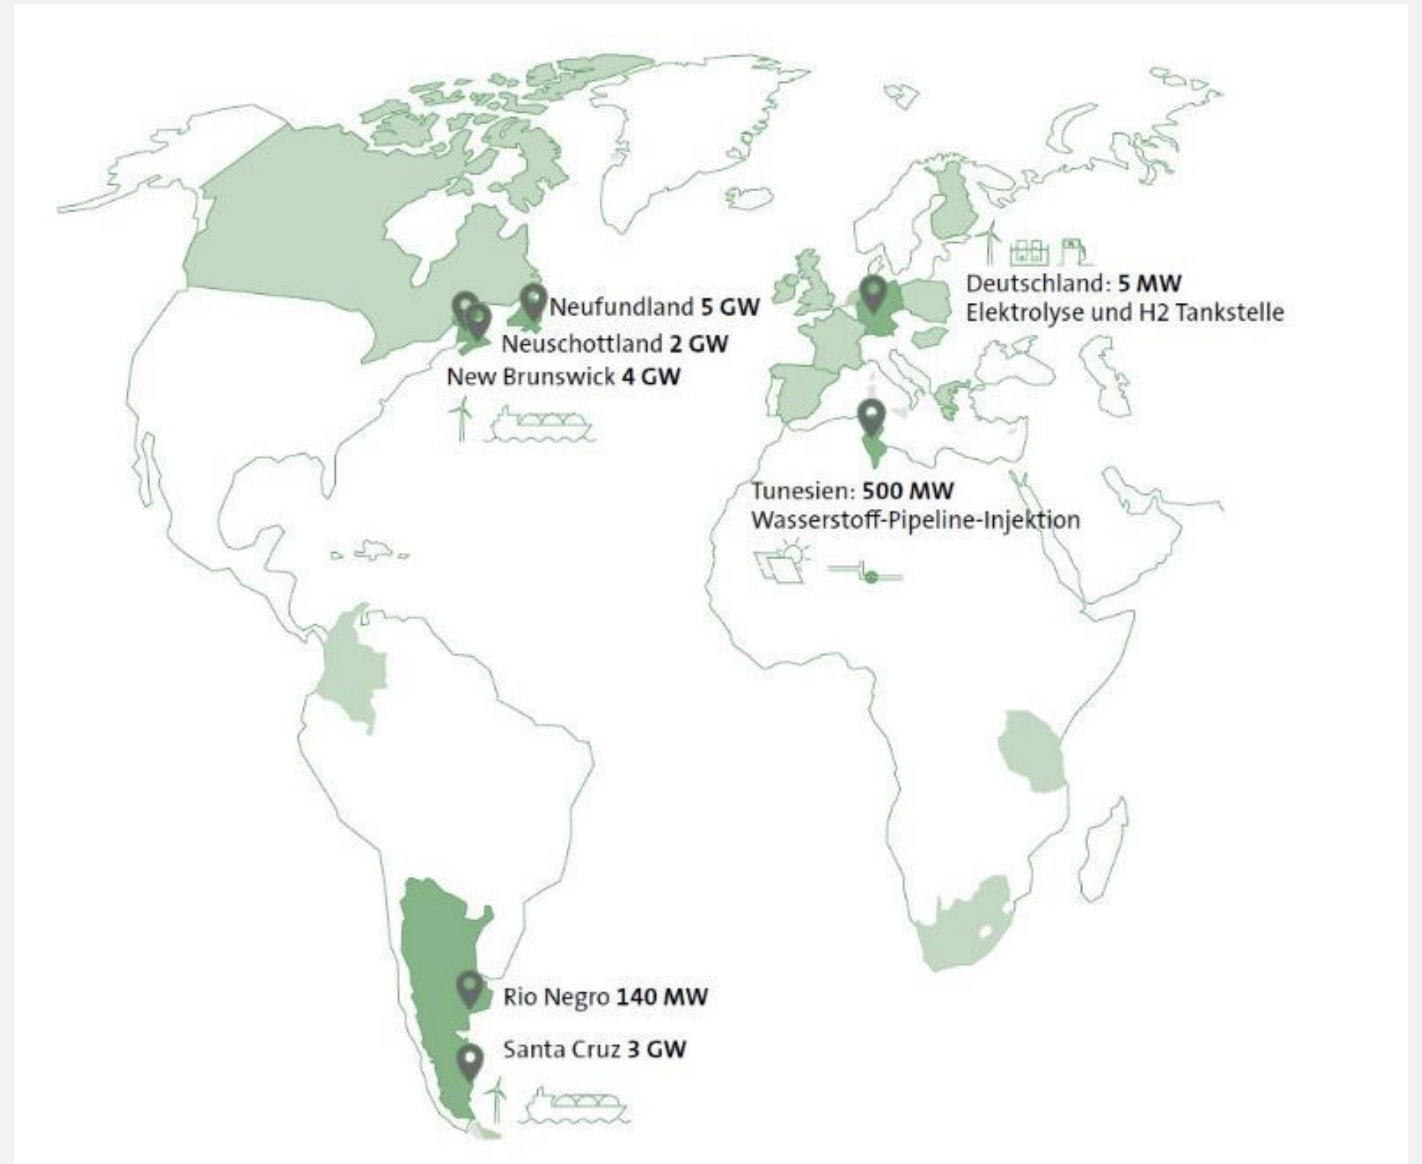 Deutschland: 5 MW
Elektrolyse und H2 Tankstelle
Neufundland 5 GW
Neuschottland 2 GW
New Brunswick 4 GW
Tunesien: 500 MW
Wasserstoff-Pipeline-Injektion
Rio Negro 140 MW
Santa Cruz 3 GW